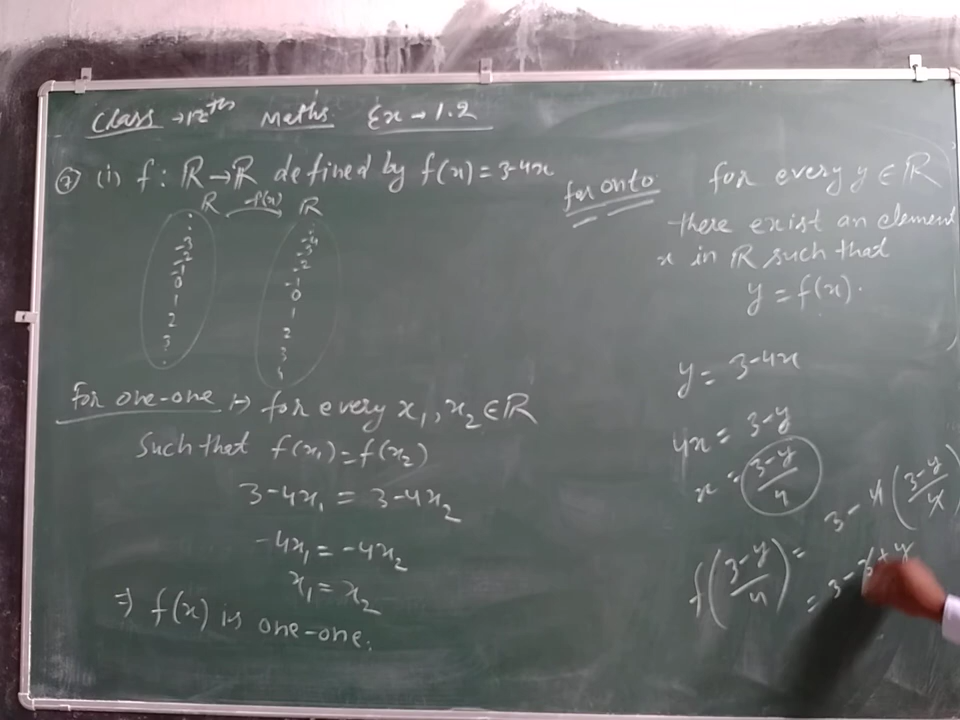 Class → 12th Maths Ex → 1.2
⑦ (i) f : ℝ → ℝ defined by f(x) = 3-4x
ℝ f(x) ℝ
.
-3
-2
-1
0
1
2
3
.
.
-4
-3
-2
-1
0
1
2
3
4
For one-one :→ for every x₁, x₂ ∈ ℝ
Such that f(x₁) = f(x₂)
3-4x₁ = 3-4x₂
-4x₁ = -4x₂
x₁ = x₂
⇒ f(x) is one-one.
for onto
for every y ∈ ℝ
there exist an element
x in ℝ such that
y = f(x).
y = 3-4x
4x = 3-y
x = (3-y)/4
f((3-y)/4) = 3 - 4((3-y)/4)
= 3 - 3 + y